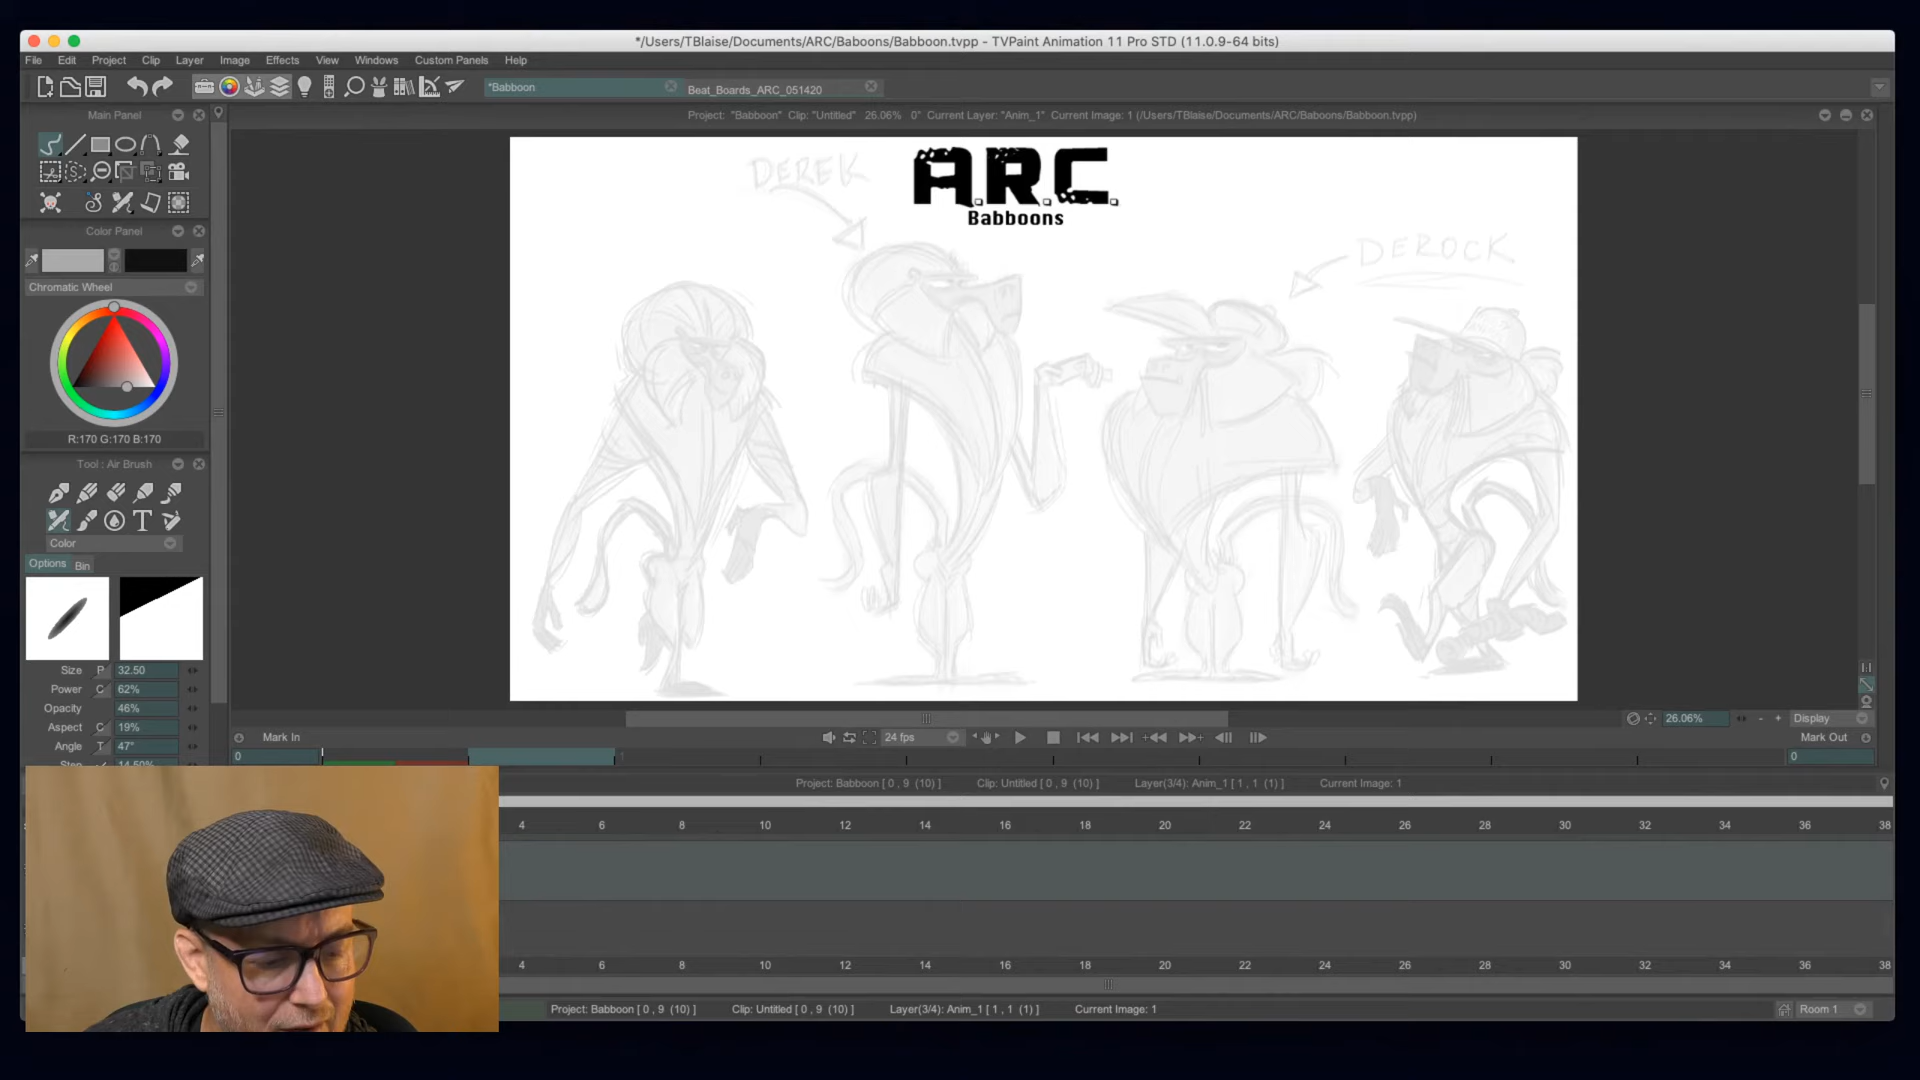 */Users/TBlaise/Documents/ARC/Baboons/Babboon.tvpp - TVPaint Animation 11 Pro STD (11.0.9-64 bits)
File Edit Project Clip Layer Image Effects View Windows Custom Panels Help
*Babboon Beat_Boards_ARC_051420
Main Panel
Project: "Babboon" Clip: "Untitled" 26.06% 0° Current Layer: "Anim_1" Current Image: 1 (/Users/TBlaise/Documents/ARC/Baboons/Babboon.tvpp)
DEREK
A.R.C.
Babboons
DEROCK
Color Panel
Chromatic Wheel
R:170 G:170 B:170
Tool : Air Brush
T
Color
Options Bin
Size P 32.50
Power C 62%
Opacity 46%
Aspect C 19%
Angle T 47°
Step 14.50%
26.06% - + Display
Mark In 24 fps Mark Out
0 1 0
Project: Babboon [ 0 , 9 (10) ] Clip: Untitled [ 0 , 9 (10) ] Layer(3/4): Anim_1 [ 1 , 1 (1) ] Current Image: 1
4 6 8 10 12 14 16 18 20 22 24 26 28 30 32 34 36 38
4 6 8 10 12 14 16 18 20 22 24 26 28 30 32 34 36 38
Project: Babboon [ 0 , 9 (10) ] Clip: Untitled [ 0 , 9 (10) ] Layer(3/4): Anim_1 [ 1 , 1 (1) ] Current Image: 1 Room 1